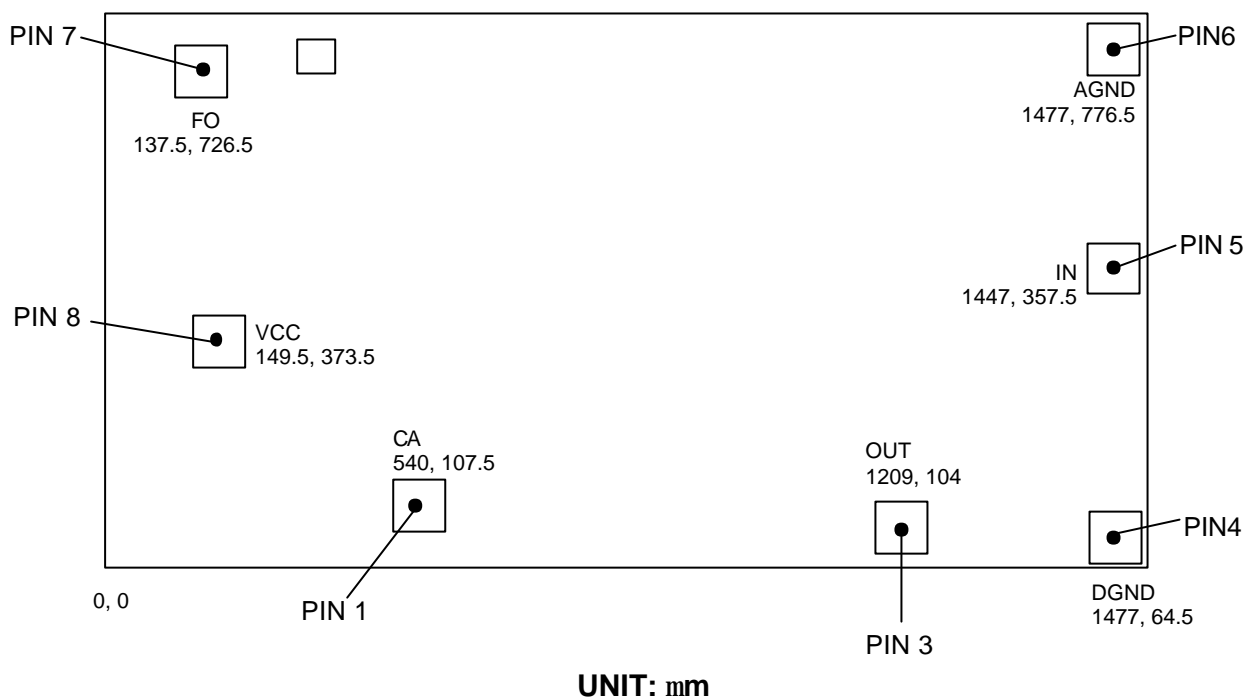 PIN 7
PIN6
FO
137.5, 726.5
AGND
1477, 776.5
PIN 5
IN
1447, 357.5
PIN 8
VCC
149.5, 373.5
CA
540, 107.5
OUT
1209, 104
PIN4
0, 0
PIN 1
PIN 3
DGND
1477, 64.5
UNIT: mm